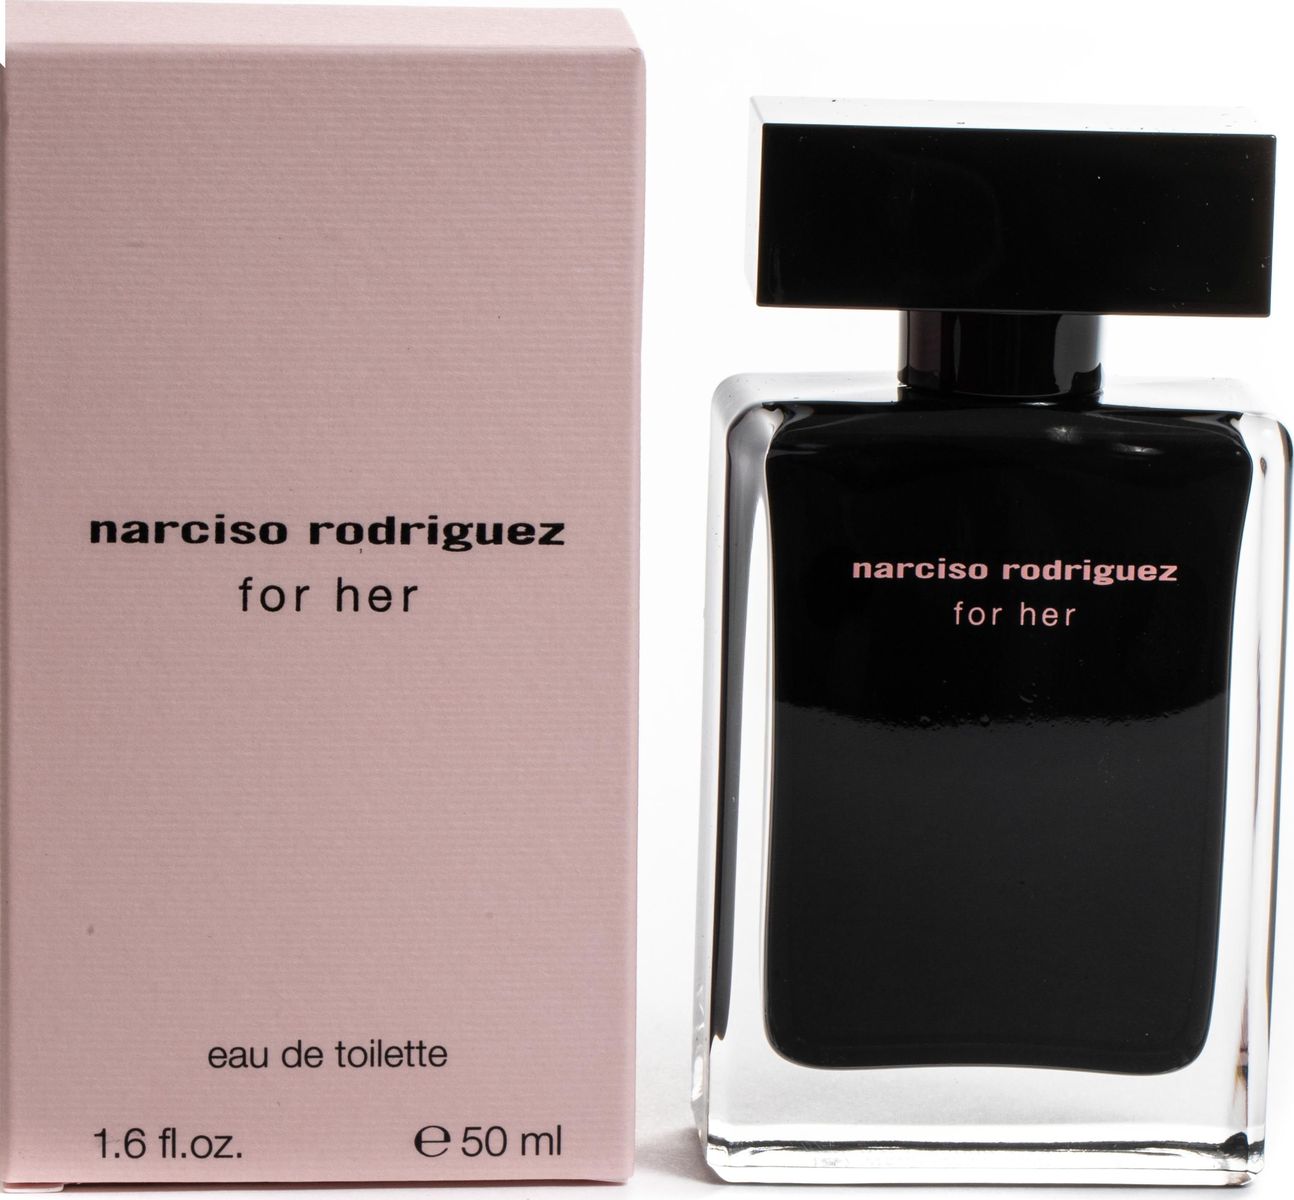 narciso rodriguez
for her
eau de toilette
1.6 fl.oz. ℮ 50 ml
narciso rodriguez
for her